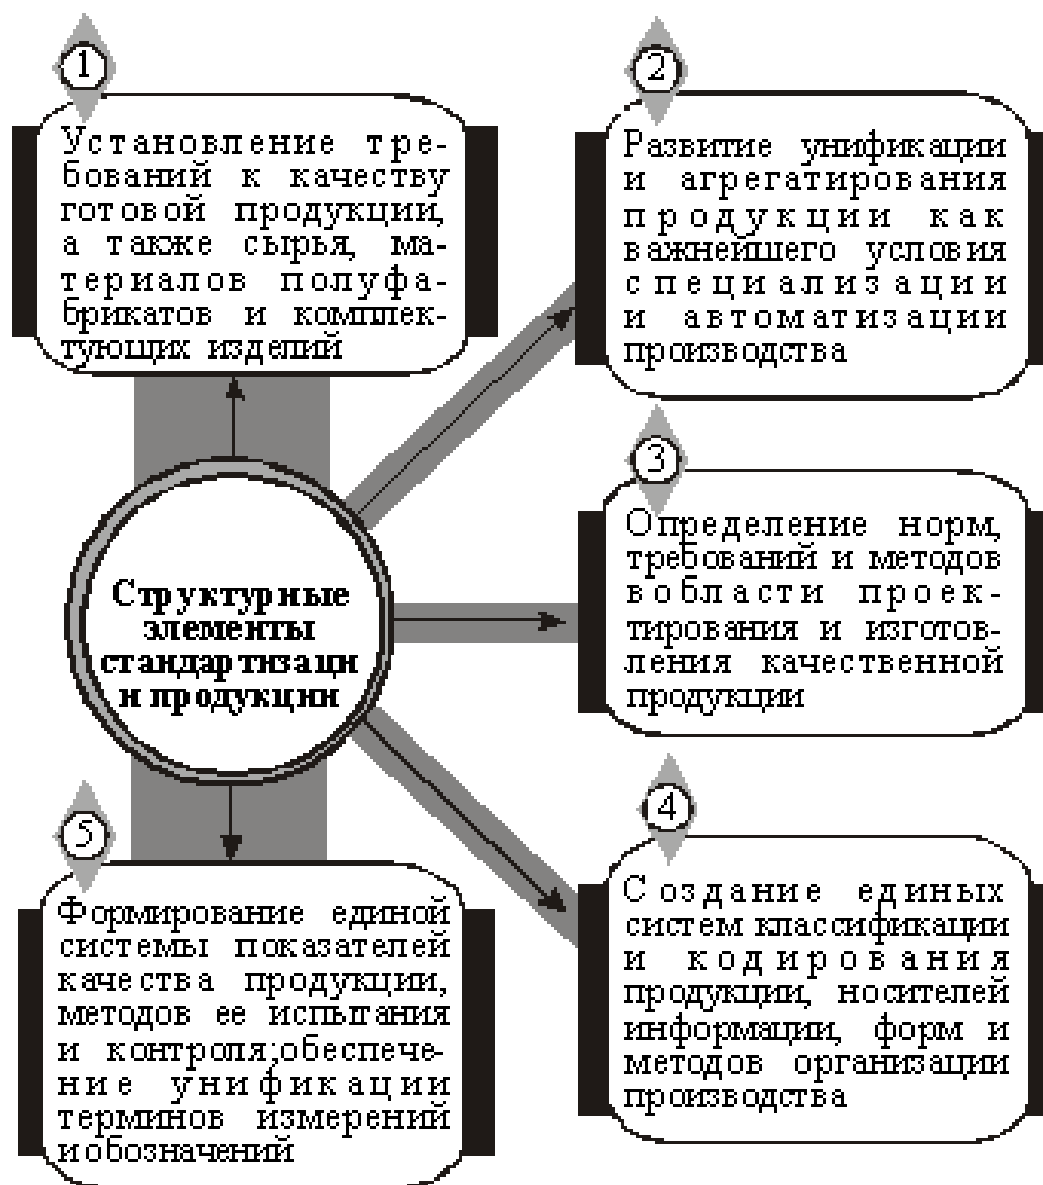 1
Установление тре-
бований к качеству
готовой продукции,
а также сырья, ма-
териалов полуфа-
брикатов и комплек-
тующих изделий
2
Развитие унификации
и агрегатирования
продукции как
важнейшего условия
специализации
и автоматизации
производства
3
Определение норм,
требований и методов
вобласти проек-
тирования и изготов-
ления качественной
продукции
Структурные
элементы
стандартизаци
и продукции
4
Создание единых
систем классификации
и кодирования
продукции, носителей
информации, форм и
методов организации
производства
5
Формирование единой
системы показателей
качества продукции,
методов ее испытания
и контроля;обеспече-
ние унификации
терминов измерений
и обозначений